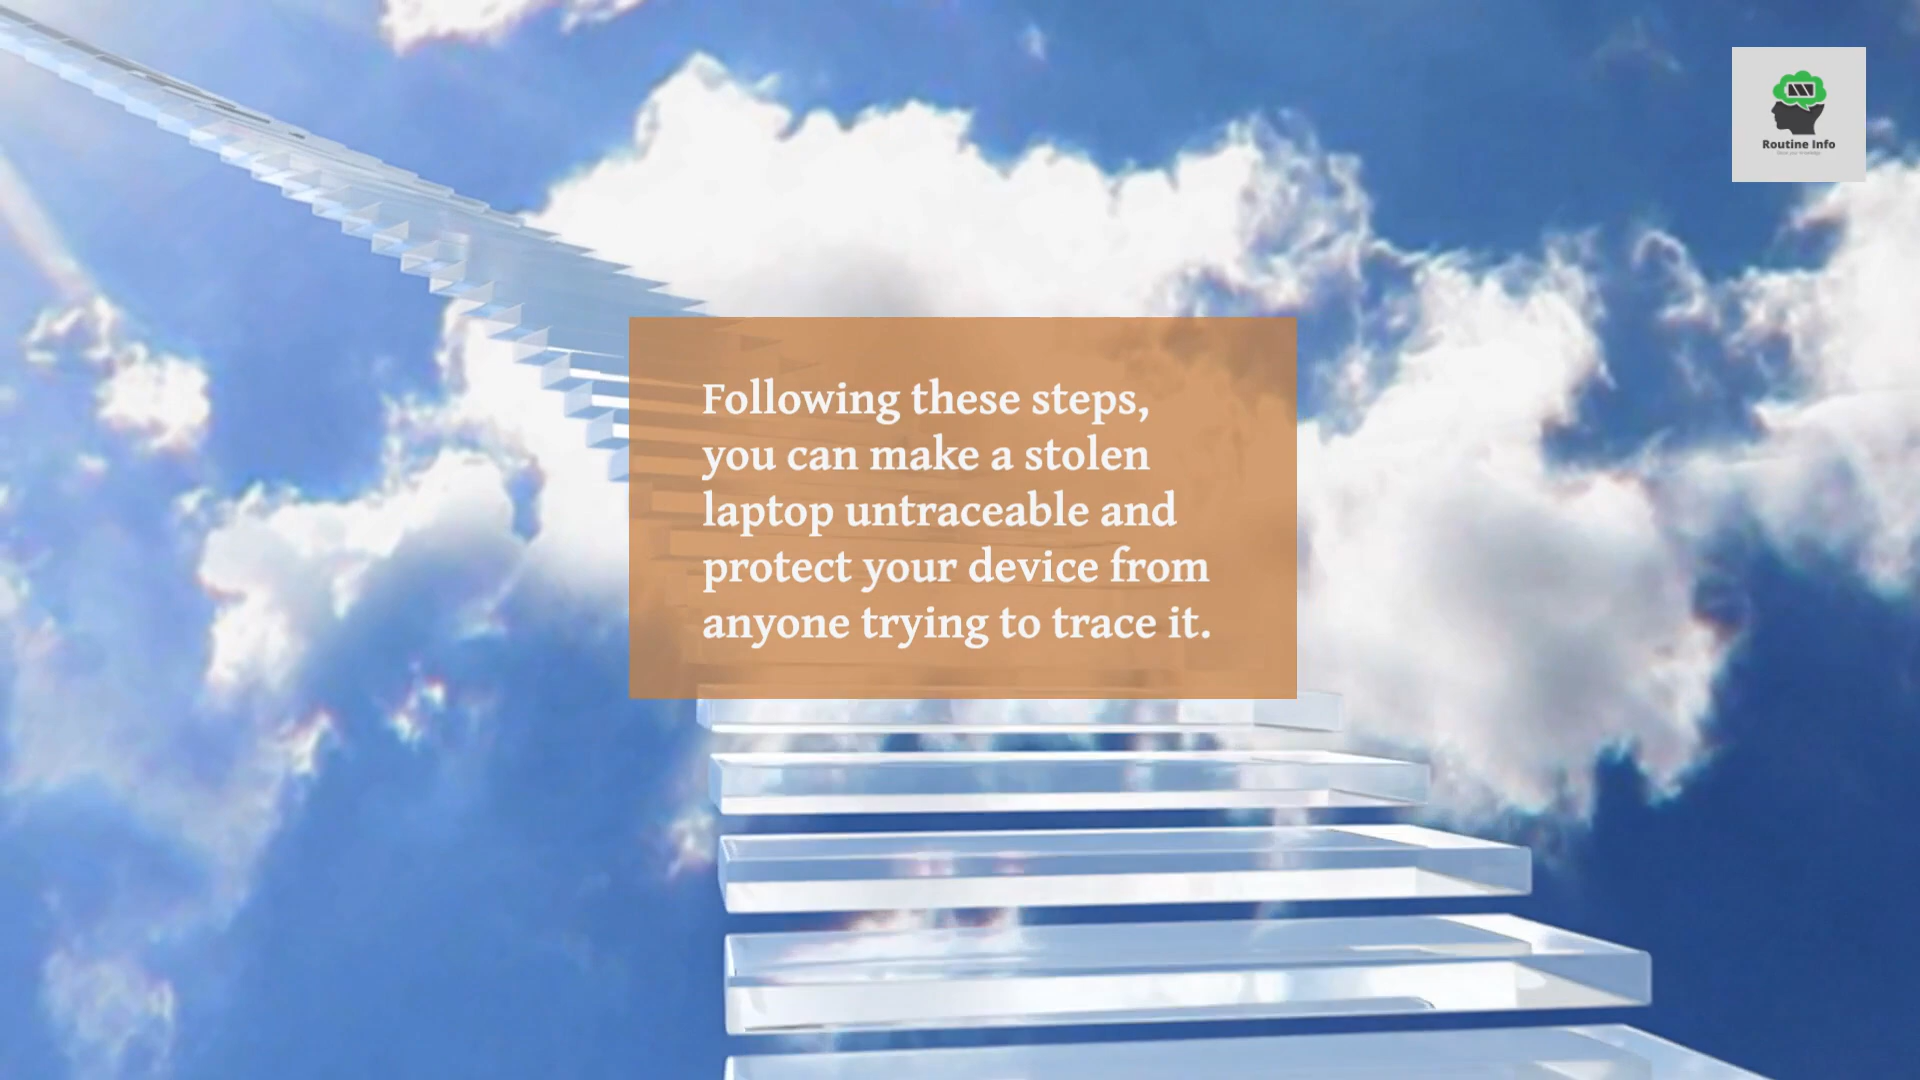 Routine Info
Following these steps,
you can make a stolen
laptop untraceable and
protect your device from
anyone trying to trace it.